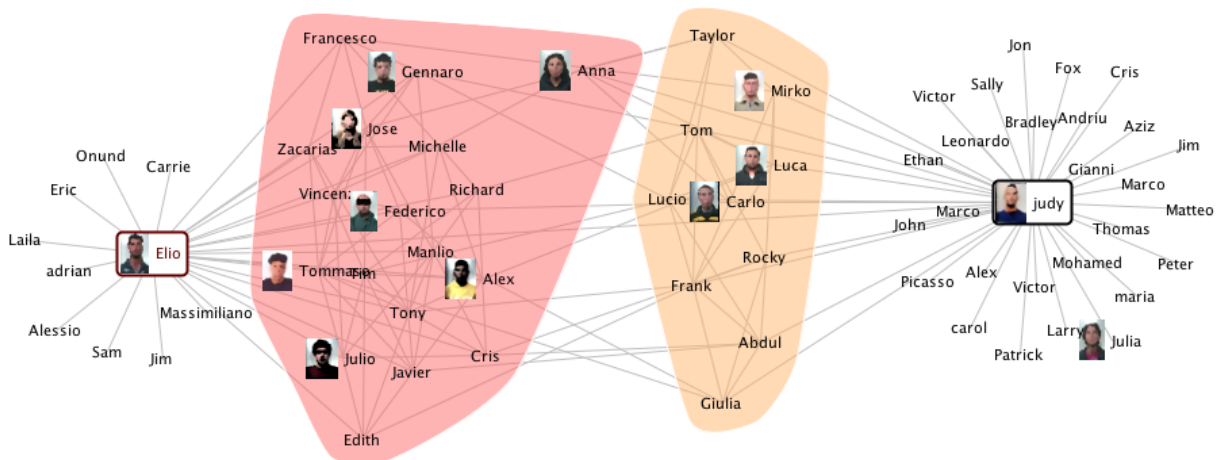 Onund
Carrie
Eric
Laila
Elio
adrian
Massimiliano
Alessio
Sam
Jim
Francesco
Gennaro
Anna
Jose
Zacarias
Michelle
Vincenz
Richard
Federico
Manlio
Tommaso
Tim
Alex
Tony
Julio
Cris
Javier
Edith
Taylor
Mirko
Tom
Luca
Lucio
Carlo
Rocky
Frank
Abdul
Giulia
Jon
Fox
Cris
Sally
Victor
Bradley
Andriu
Aziz
Leonardo
Jim
Ethan
Gianni
Marco
judy
Marco
Matteo
John
Thomas
Mohamed
Peter
Alex
Picasso
Victor
maria
carol
Larry
Julia
Patrick